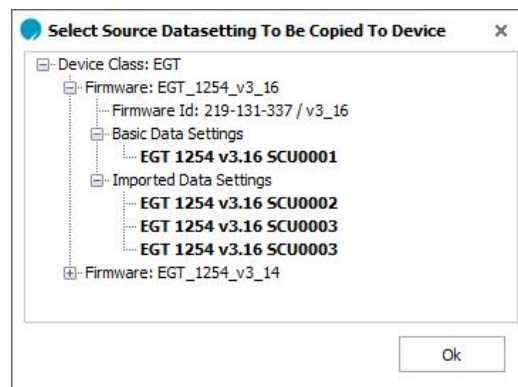 Select Source Datasetting To Be Copied To Device
Device Class: EGT
Firmware: EGT_1254_v3_16
Firmware Id: 219-131-337 / v3_16
Basic Data Settings
EGT 1254 v3.16 SCU0001
Imported Data Settings
EGT 1254 v3.16 SCU0002
EGT 1254 v3.16 SCU0003
EGT 1254 v3.16 SCU0003
Firmware: EGT_1254_v3_14
Ok